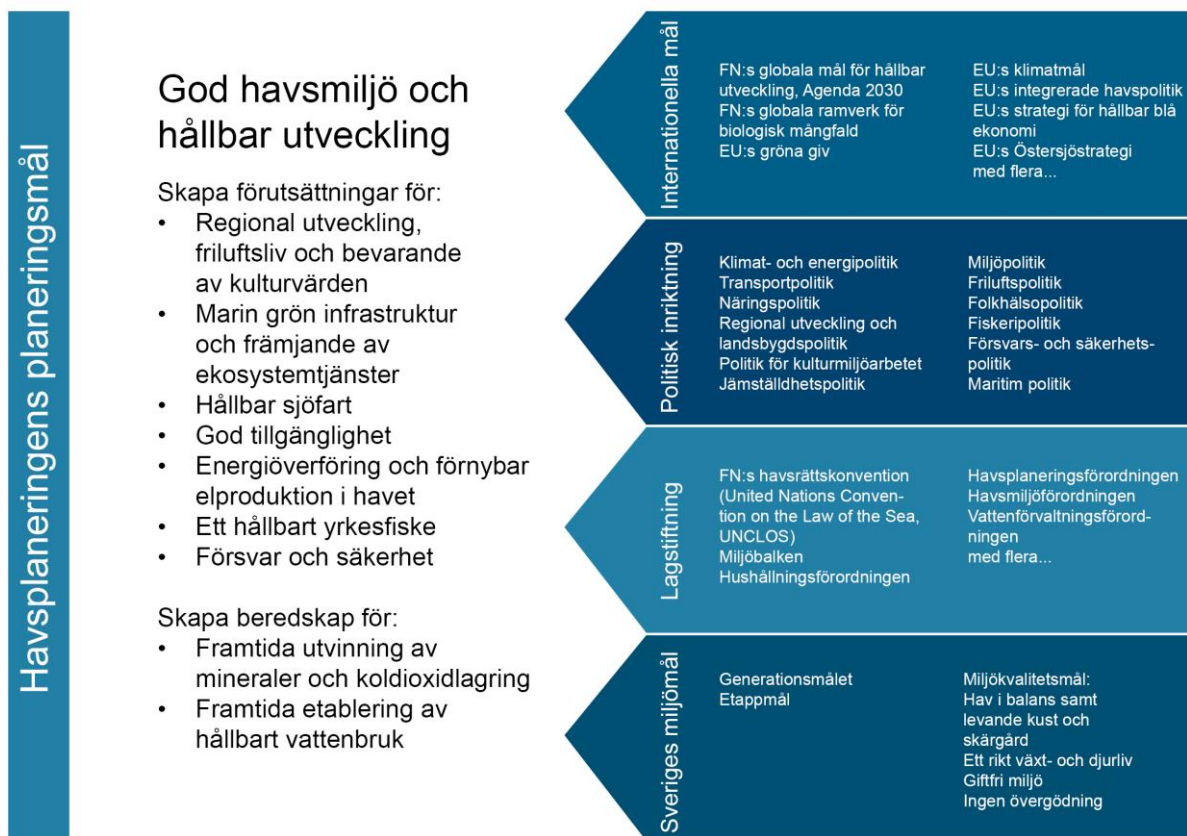 Havsplaneringens planeringsmål
God havsmiljö och
hållbar utveckling
Skapa förutsättningar för:
• Regional utveckling,
friluftsliv och bevarande
av kulturvärden
• Marin grön infrastruktur
och främjande av
ekosystemtjänster
• Hållbar sjöfart
• God tillgänglighet
• Energiöverföring och förnybar
elproduktion i havet
• Ett hållbart yrkesfiske
• Försvar och säkerhet
Skapa beredskap för:
• Framtida utvinning av
mineraler och koldioxidlagring
• Framtida etablering av
hållbart vattenbruk
Internationella mål
FN:s globala mål för hållbar
utveckling, Agenda 2030
FN:s globala ramverk för
biologisk mångfald
EU:s gröna giv
EU:s klimatmål
EU:s integrerade havspolitik
EU:s strategi för hållbar blå
ekonomi
EU:s Östersjöstrategi
med flera...
Politisk inriktning
Klimat- och energipolitik
Transportpolitik
Näringspolitik
Regional utveckling och
landsbygdspolitik
Politik för kulturmiljöarbetet
Jämställdhetspolitik
Miljöpolitik
Friluftspolitik
Folkhälsopolitik
Fiskeripolitik
Försvars- och säkerhets-
politik
Maritim politik
Lagstiftning
FN:s havsrättskonvention
(United Nations Conven-
tion on the Law of the Sea,
UNCLOS)
Miljöbalken
Hushållningsförordningen
Havsplaneringsförordningen
Havsmiljöförordningen
Vattenförvaltningsförord-
ningen
med flera...
Sveriges miljömål
Generationsmålet
Etappmål
Miljökvalitetsmål:
Hav i balans samt
levande kust och
skärgård
Ett rikt växt- och djurliv
Giftfri miljö
Ingen övergödning